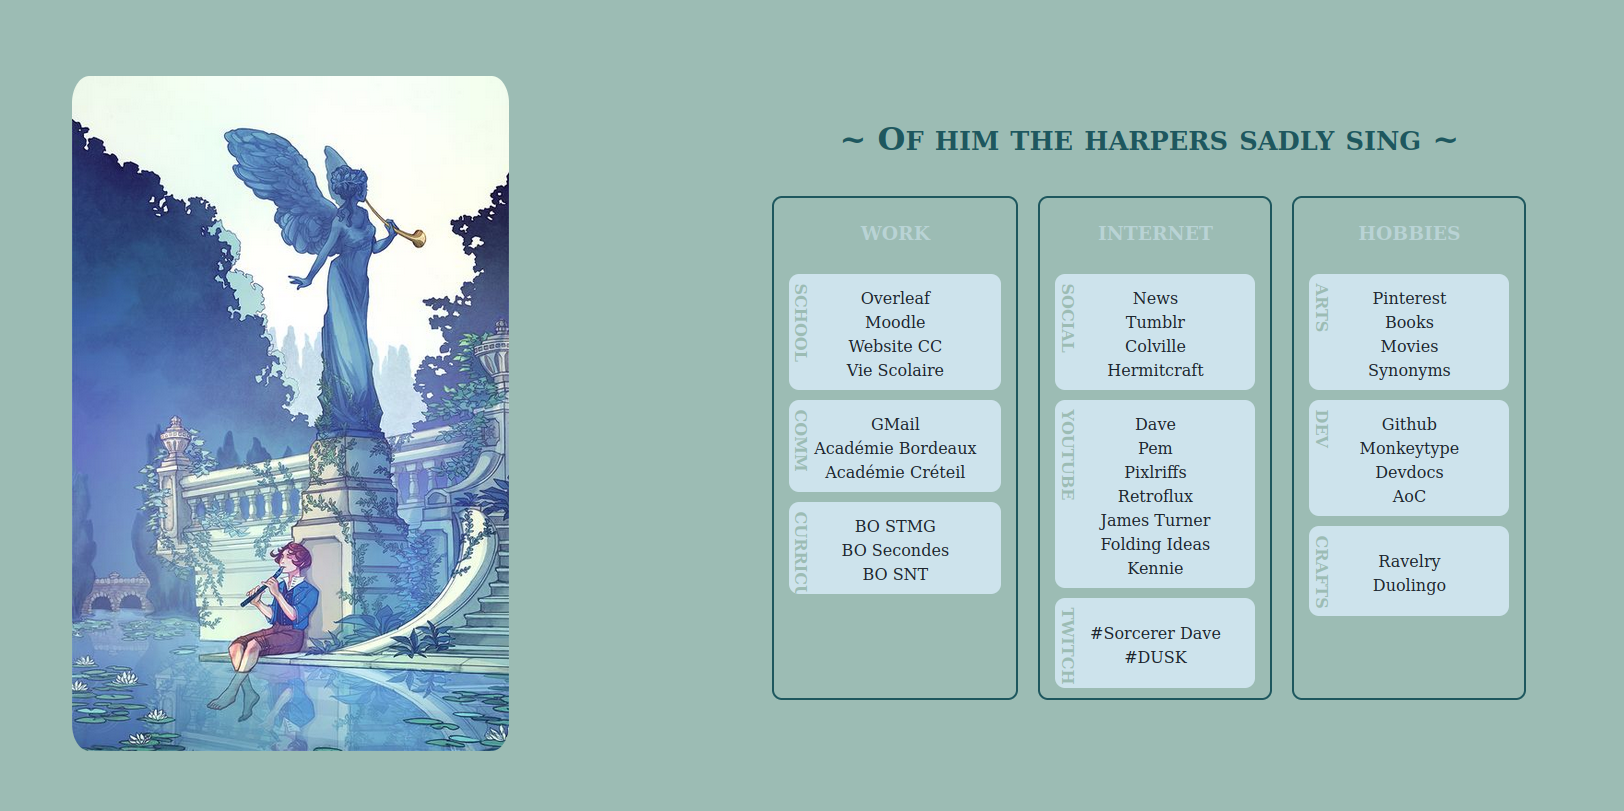 ~ Of him the harpers sadly sing ~
WORK
SCHOOL
Overleaf
Moodle
Website CC
Vie Scolaire
COMM
GMail
Académie Bordeaux
Académie Créteil
CURRICU
BO STMG
BO Secondes
BO SNT
INTERNET
SOCIAL
News
Tumblr
Colville
Hermitcraft
YOUTUBE
Dave
Pem
Pixlriffs
Retroflux
James Turner
Folding Ideas
Kennie
TWITCH
#Sorcerer Dave
#DUSK
HOBBIES
ARTS
Pinterest
Books
Movies
Synonyms
DEV
Github
Monkeytype
Devdocs
AoC
CRAFTS
Ravelry
Duolingo